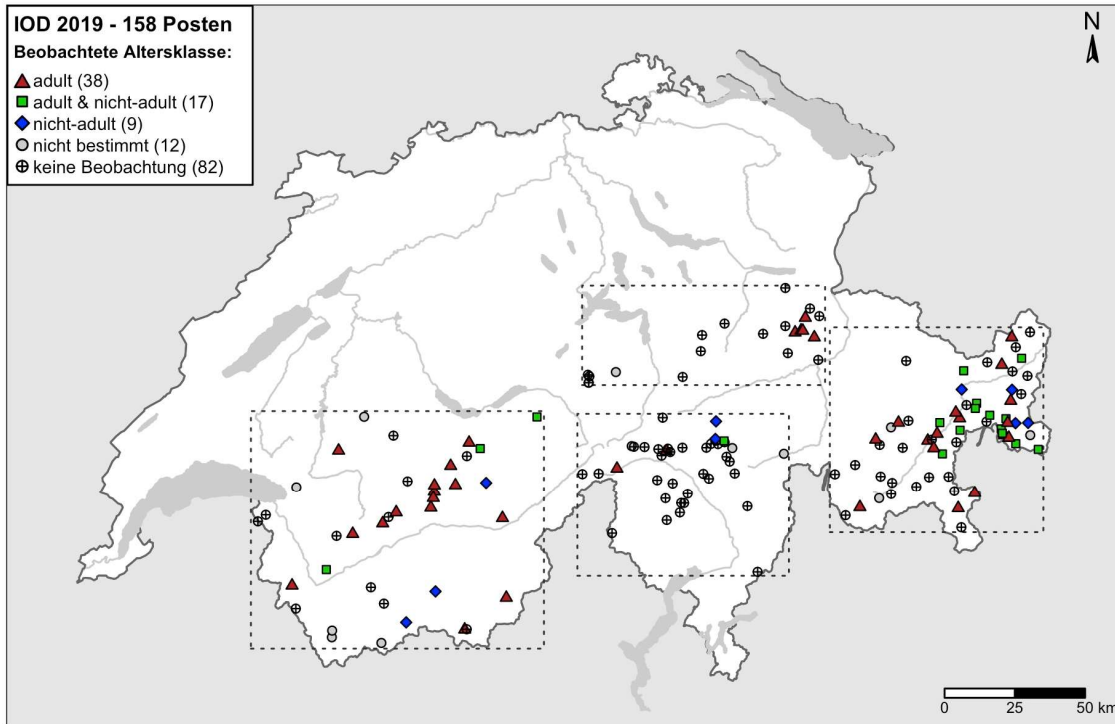 IOD 2019 - 158 Posten
Beobachtete Altersklasse:
adult (38)
adult & nicht-adult (17)
nicht-adult (9)
nicht bestimmt (12)
keine Beobachtung (82)
N
0 25 50 km